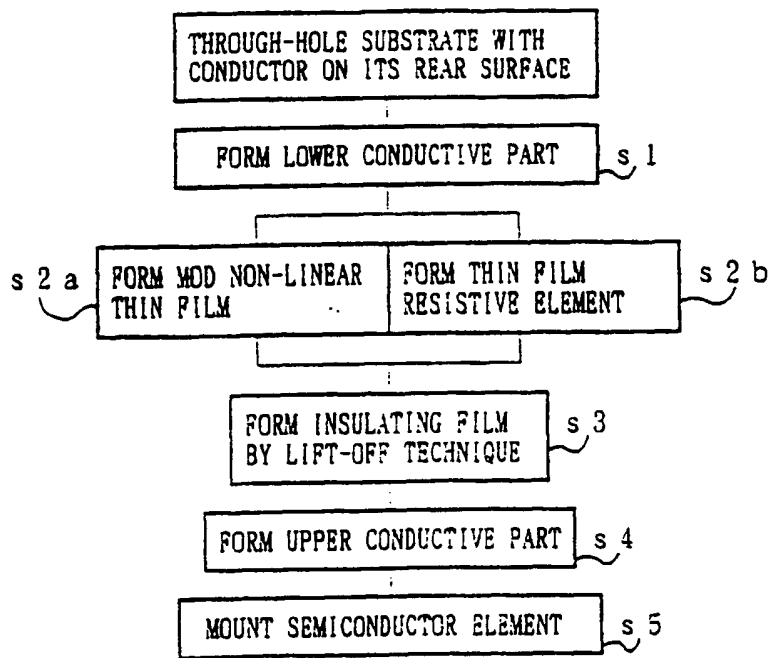 THROUGH-HOLE SUBSTRATE WITH
CONDUCTOR ON ITS REAR SURFACE
FORM LOWER CONDUCTIVE PART
s 1
s 2 a
FORM MOD NON-LINEAR
THIN FILM
FORM THIN FILM
RESISTIVE ELEMENT
s 2 b
FORM INSULATING FILM
BY LIFT-OFF TECHNIQUE
s 3
FORM UPPER CONDUCTIVE PART
s 4
MOUNT SEMICONDUCTOR ELEMENT
s 5